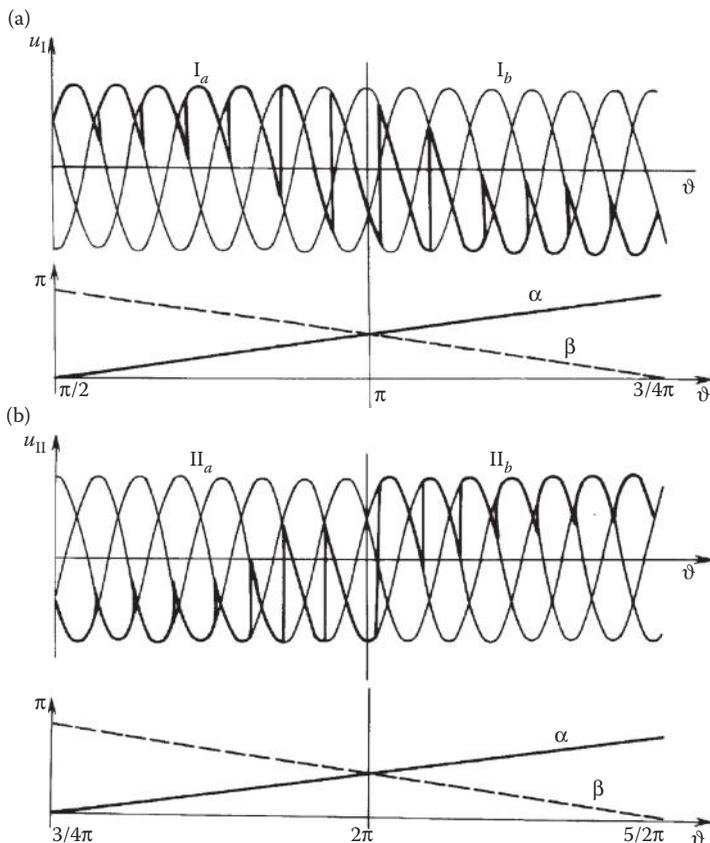 (a)
u_I
I_a
I_b
ϑ
π
α
β
π/2
π
3/4π
ϑ
(b)
u_II
II_a
II_b
ϑ
π
α
β
3/4π
2π
5/2π
ϑ